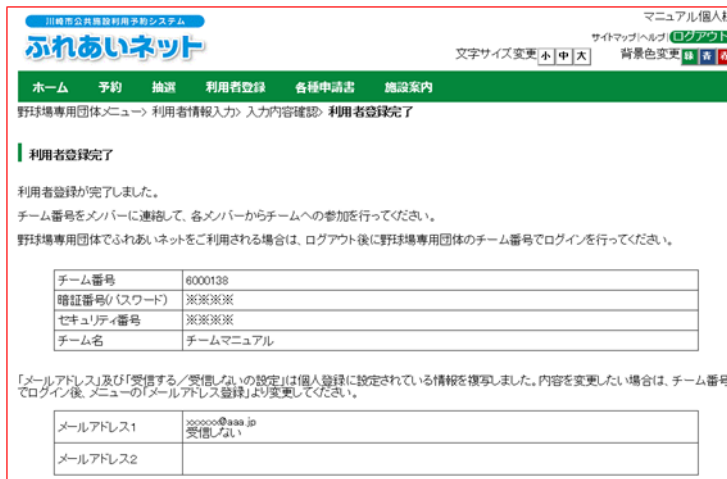 川崎市公共施設利用予約システム
ふれあいネット
マニュアル個人
サイトマップ|ヘルプ|ログアウト
文字サイズ変更 小 中 大 背景色変更 緑 青
ホーム 予約 抽選 利用者登録 各種申請書 施設案内
野球場専用団体メニュー> 利用者情報入力> 入力内容確認> 利用者登録完了
利用者登録完了
利用者登録が完了しました。
チーム番号をメンバーに連絡して、各メンバーからチームへの参加を行ってください。
野球場専用団体でふれあいネットをご利用される場合は、ログアウト後に野球場専用団体のチーム番号でログインを行ってください。
チーム番号 6000138
暗証番号(パスワード) ※※※※
セキュリティ番号 ※※※※
チーム名 チームマニュアル
「メールアドレス」及び「受信する／受信しないの設定」は個人登録に設定されている情報を複写しました。内容を変更したい場合は、チーム番号
でログイン後、メニューの「メールアドレス登録」より変更してください。
メールアドレス1 xxxxxx@aaa.jp
受信しない
メールアドレス2